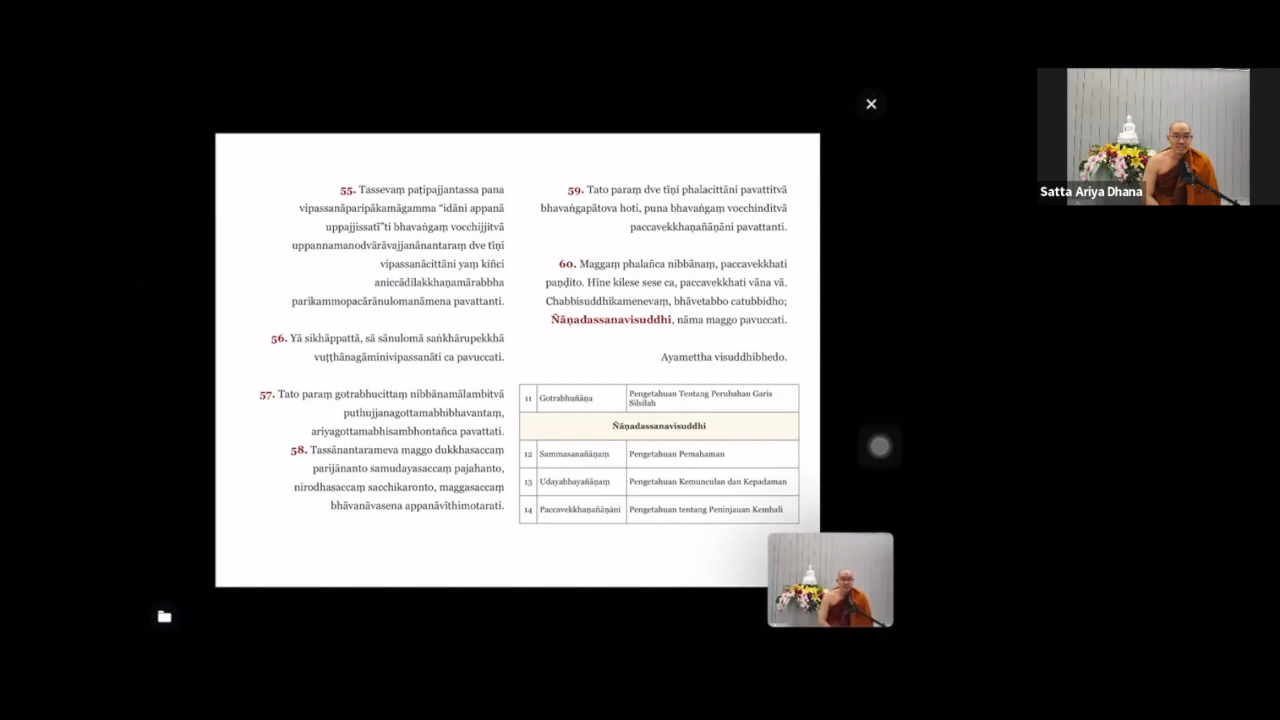 55. Tassevaṃ paṭipajjantassa pana
vipassanāparipākamāgamma “idāni appanā
uppajjissatī”ti bhavaṅgaṃ vocchijjitvā
uppannamanodvārāvajjanānantaraṃ dve tīṇi
vipassanācittāni yaṃ kiñci
aniccādilakkhaṇamārabbha
parikammopacārānulomanāmena pavattanti.
56. Yā sikhāppattā, sā sānulomā saṅkhārupekkhā
vuṭṭhānagāminivipassanāti ca pavuccati.
57. Tato paraṃ gotrabhucittaṃ nibbānamālambitvā
puthujjanagottamabhibhavantaṃ,
ariyagottamabhisambhontañca pavattati.
58. Tassānantarameva maggo dukkhasaccaṃ
parijānanto samudayasaccaṃ pajahanto,
nirodhasaccaṃ sacchikaronto, maggasaccaṃ
bhāvanāvasena appanāvīthimotarati.
59. Tato paraṃ dve tīṇi phalacittāni pavattitvā
bhavaṅgapātova hoti, puna bhavaṅgaṃ vocchinditvā
paccavekkhaṇañāṇāni pavattanti.
60. Maggaṃ phalañca nibbānaṃ, paccavekkhati
paṇḍito. Hīne kilese sese ca, paccavekkhati vāna vā.
Chabbisuddhikamenevaṃ, bhāvetabbo catubbidho;
Ñāṇadassanavisuddhi, nāma maggo pavuccati.
Ayamettha visuddhibhedo.
11 Gotrabhuñāṇa Pengetahuan Tentang Perubahan Garis
Silsilah
Ñāṇadassanavisuddhi
12 Sammasanañāṇaṃ Pengetahuan Pemahaman
13 Udayabbayañāṇaṃ Pengetahuan Kemunculan dan Kepadaman
14 Paccavekkhaṇañāṇāni Pengetahuan tentang Peninjauan Kembali
Satta Ariya Dhana